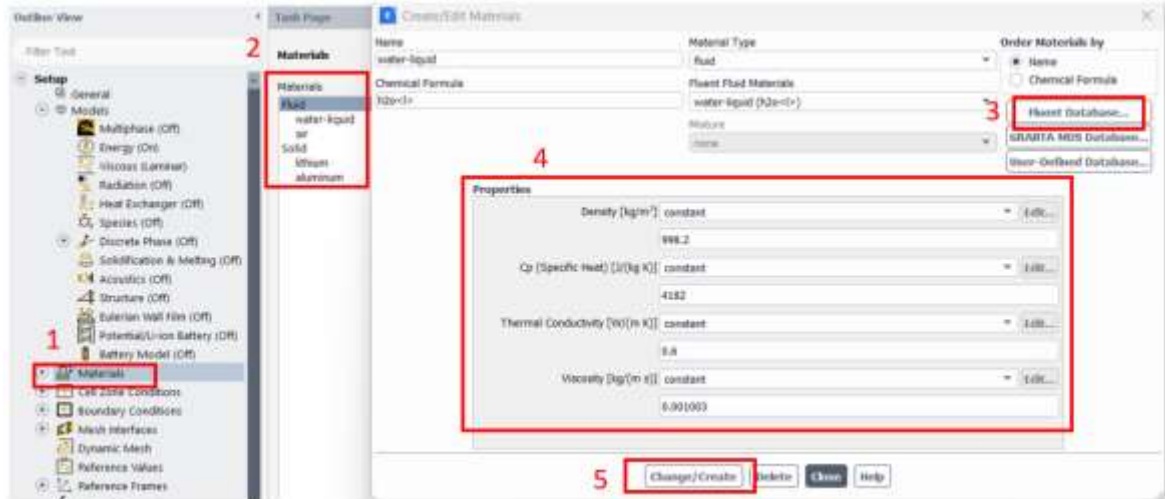 Outline View
Filter Text
Setup
General
Models
Multiphase (Off)
Energy (On)
Viscous (Laminar)
Radiation (Off)
Heat Exchanger (Off)
Species (Off)
Discrete Phase (Off)
Solidification & Melting (Off)
Acoustics (Off)
Structure (Off)
Eulerian Wall Film (Off)
Potential/Li-ion Battery (Off)
Battery Model (Off)
1
Materials
Cell Zone Conditions
Boundary Conditions
Mesh Interfaces
Dynamic Mesh
Reference Values
Reference Frames
Task Page
2
Materials
Materials
Fluid
water-liquid
air
Solid
lithium
aluminum
Create/Edit Materials
Name
water-liquid
Chemical Formula
h2o<l>
Material Type
fluid
Fluent Fluid Materials
water-liquid (h2o<l>)
Mixture
none
Order Materials by
Name
Chemical Formula
3
Fluent Database...
GRANTA MDS Database...
User-Defined Database...
4
Properties
Density [kg/m³] constant Edit...
998.2
Cp (Specific Heat) [J/(kg K)] constant Edit...
4182
Thermal Conductivity [W/(m K)] constant Edit...
0.6
Viscosity [kg/(m s)] constant Edit...
0.001003
5
Change/Create Delete Close Help